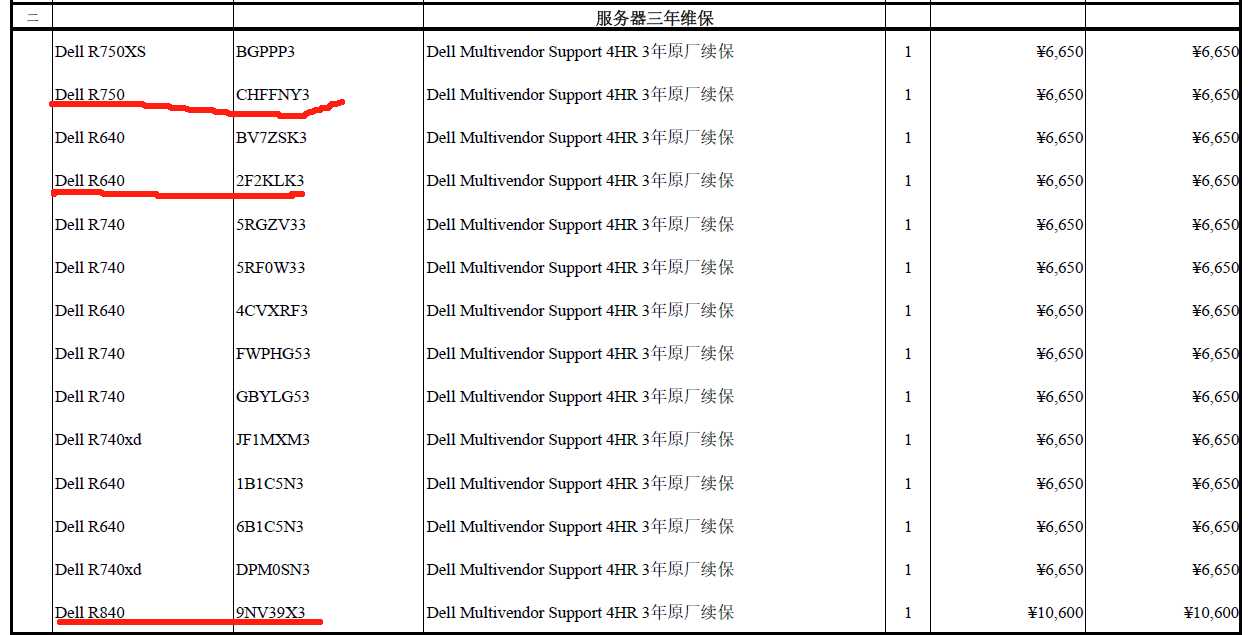 二 服务器三年维保
Dell R750XS BGPPP3 Dell Multivendor Support 4HR 3年原厂续保 1 ¥6,650 ¥6,650
Dell R750 CHFFNY3 Dell Multivendor Support 4HR 3年原厂续保 1 ¥6,650 ¥6,650
Dell R640 BV7ZSK3 Dell Multivendor Support 4HR 3年原厂续保 1 ¥6,650 ¥6,650
Dell R640 2F2KLK3 Dell Multivendor Support 4HR 3年原厂续保 1 ¥6,650 ¥6,650
Dell R740 5RGZV33 Dell Multivendor Support 4HR 3年原厂续保 1 ¥6,650 ¥6,650
Dell R740 5RF0W33 Dell Multivendor Support 4HR 3年原厂续保 1 ¥6,650 ¥6,650
Dell R640 4CVXRF3 Dell Multivendor Support 4HR 3年原厂续保 1 ¥6,650 ¥6,650
Dell R740 FWPHG53 Dell Multivendor Support 4HR 3年原厂续保 1 ¥6,650 ¥6,650
Dell R740 GBYLG53 Dell Multivendor Support 4HR 3年原厂续保 1 ¥6,650 ¥6,650
Dell R740xd JF1MXM3 Dell Multivendor Support 4HR 3年原厂续保 1 ¥6,650 ¥6,650
Dell R640 1B1C5N3 Dell Multivendor Support 4HR 3年原厂续保 1 ¥6,650 ¥6,650
Dell R640 6B1C5N3 Dell Multivendor Support 4HR 3年原厂续保 1 ¥6,650 ¥6,650
Dell R740xd DPM0SN3 Dell Multivendor Support 4HR 3年原厂续保 1 ¥6,650 ¥6,650
Dell R840 9NV39X3 Dell Multivendor Support 4HR 3年原厂续保 1 ¥10,600 ¥10,600